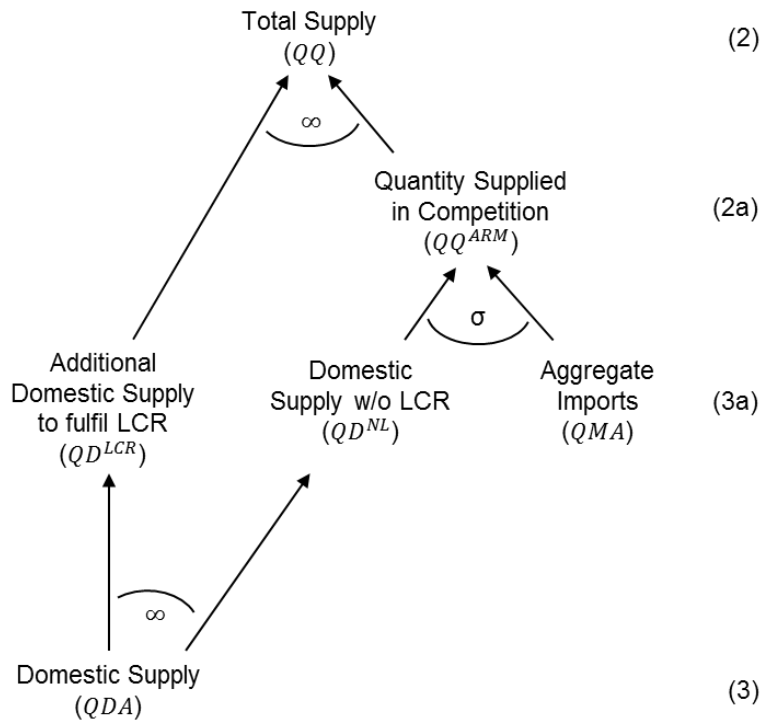 Total Supply
(QQ)
(2)
∞
Quantity Supplied
in Competition
(QQ^ARM)
(2a)
σ
Additional
Domestic Supply
to fulfil LCR
(QD^LCR)
Domestic
Supply w/o LCR
(QD^NL)
Aggregate
Imports
(QMA)
(3a)
∞
Domestic Supply
(QDA)
(3)